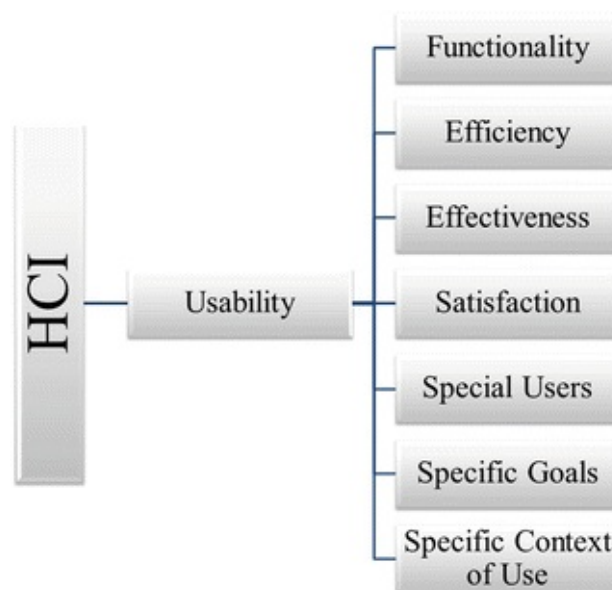 HCI
Usability
Functionality
Efficiency
Effectiveness
Satisfaction
Special Users
Specific Goals
Specific Context
of Use